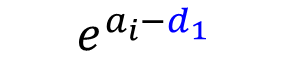 $e^{a_i - d_1}$